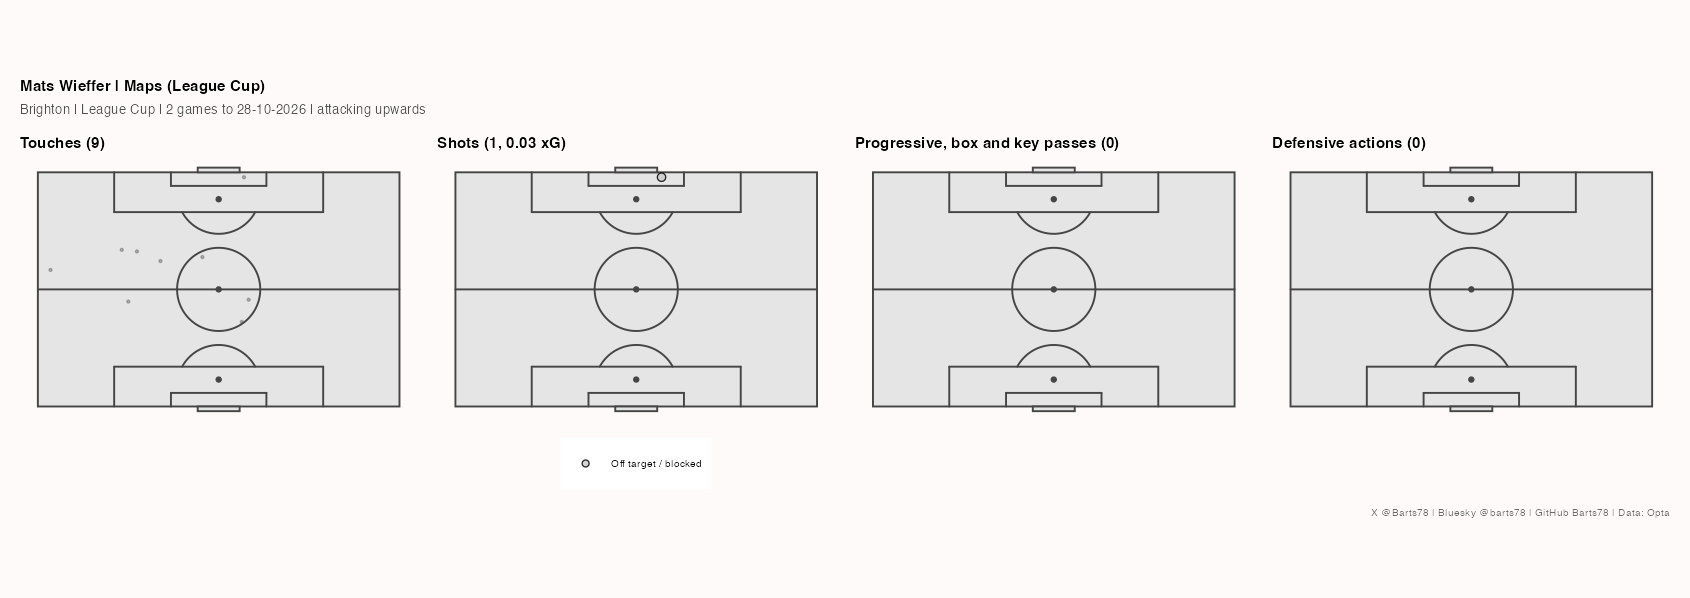 Mats Wieffer | Maps (League Cup)
Brighton | League Cup | 2 games to 28-10-2026 | attacking upwards
Touches (9)
Shots (1, 0.03 xG)
Progressive, box and key passes (0)
Defensive actions (0)
Off target / blocked
X @Barts78 | Bluesky @barts78 | GitHub Barts78 | Data: Opta